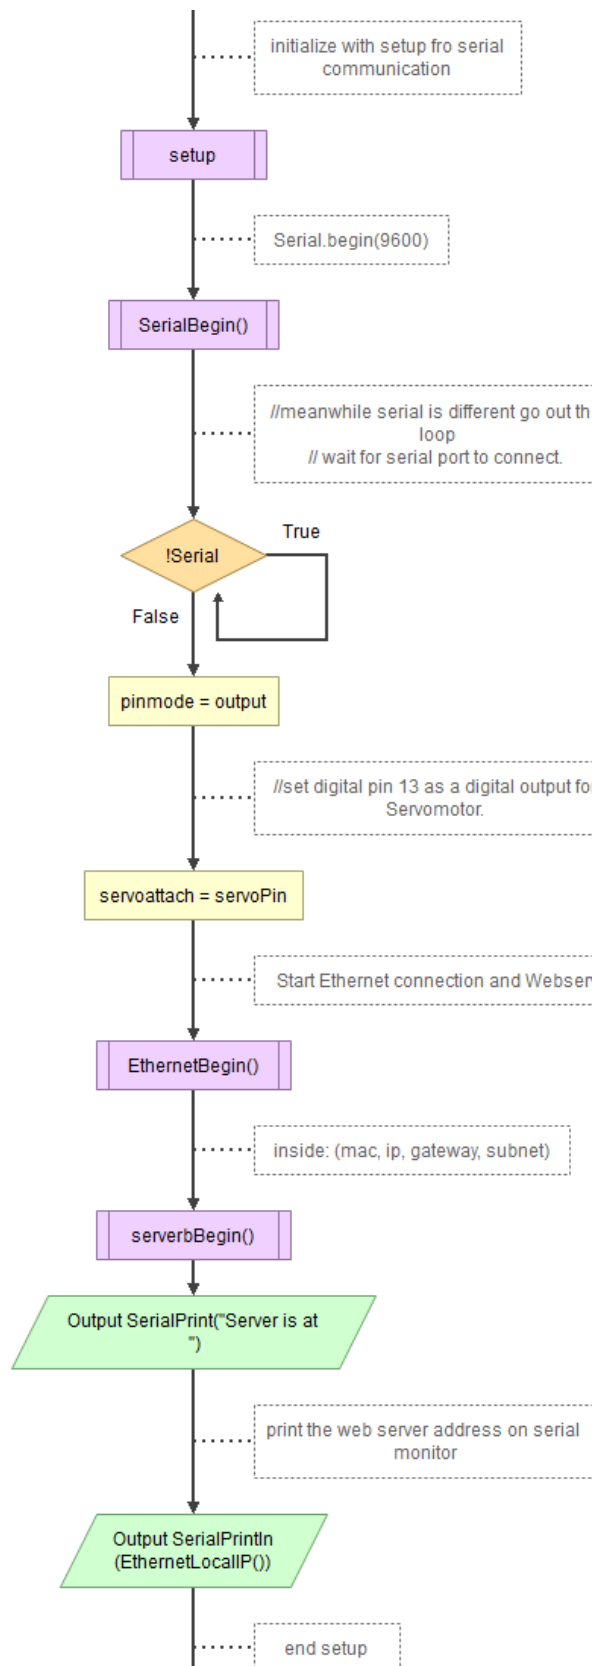 initialize with setup fro serial
communication
setup
Serial.begin(9600)
SerialBegin()
//meanwhile serial is different go out th
loop
// wait for serial port to connect.
True
!Serial
False
pinmode = output
//set digital pin 13 as a digital output fo
Servomotor.
servoattach = servoPin
Start Ethernet connection and Webserv
EthernetBegin()
inside: (mac, ip, gateway, subnet)
serverbBegin()
Output SerialPrint("Server is at
")
print the web server address on serial
monitor
Output SerialPrintln
(EthernetLocalIP())
end setup